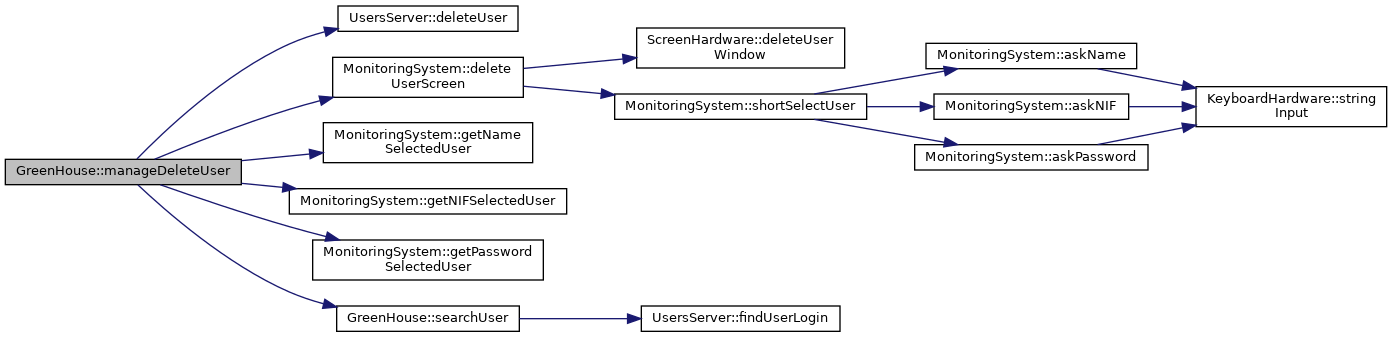 GreenHouse::manageDeleteUser
UsersServer::deleteUser
MonitoringSystem::delete
UserScreen
MonitoringSystem::getName
SelectedUser
MonitoringSystem::getNIFSelectedUser
MonitoringSystem::getPassword
SelectedUser
GreenHouse::searchUser
ScreenHardware::deleteUser
Window
MonitoringSystem::shortSelectUser
UsersServer::findUserLogin
MonitoringSystem::askName
MonitoringSystem::askNIF
MonitoringSystem::askPassword
KeyboardHardware::string
Input